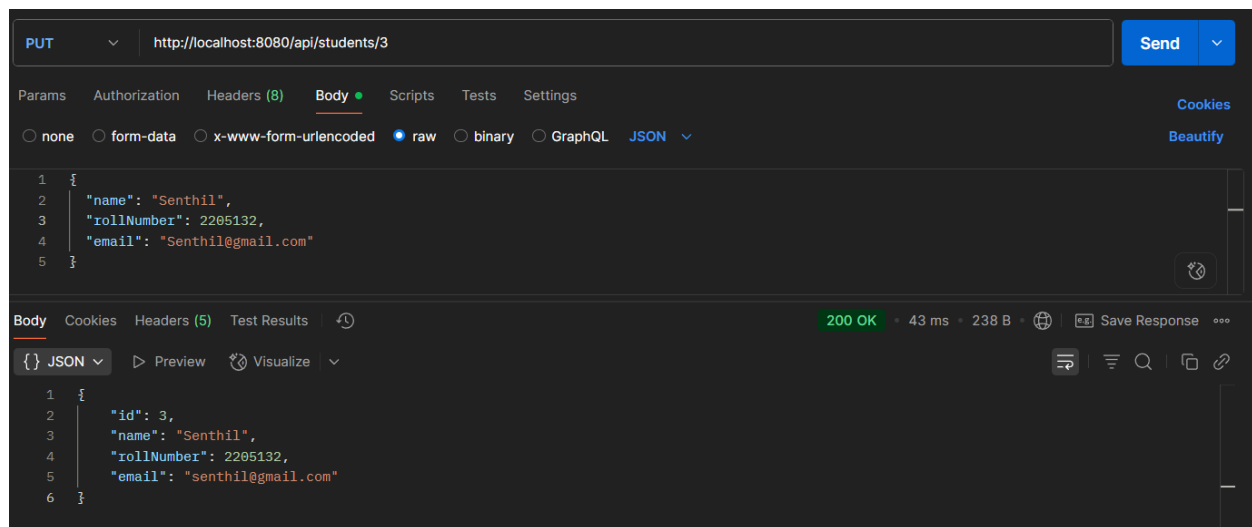 PUT http://localhost:8080/api/students/3 Send
Params Authorization Headers (8) Body Scripts Tests Settings Cookies
none form-data x-www-form-urlencoded raw binary GraphQL JSON Beautify
1 {
2 "name": "Senthil",
3 "rollNumber": 2205132,
4 "email": "Senthil@gmail.com"
5 }
Body Cookies Headers (5) Test Results 200 OK • 43 ms • 238 B e.g. Save Response
{} JSON Preview Visualize
1 {
2 "id": 3,
3 "name": "Senthil",
4 "rollNumber": 2205132,
5 "email": "senthil@gmail.com"
6 }